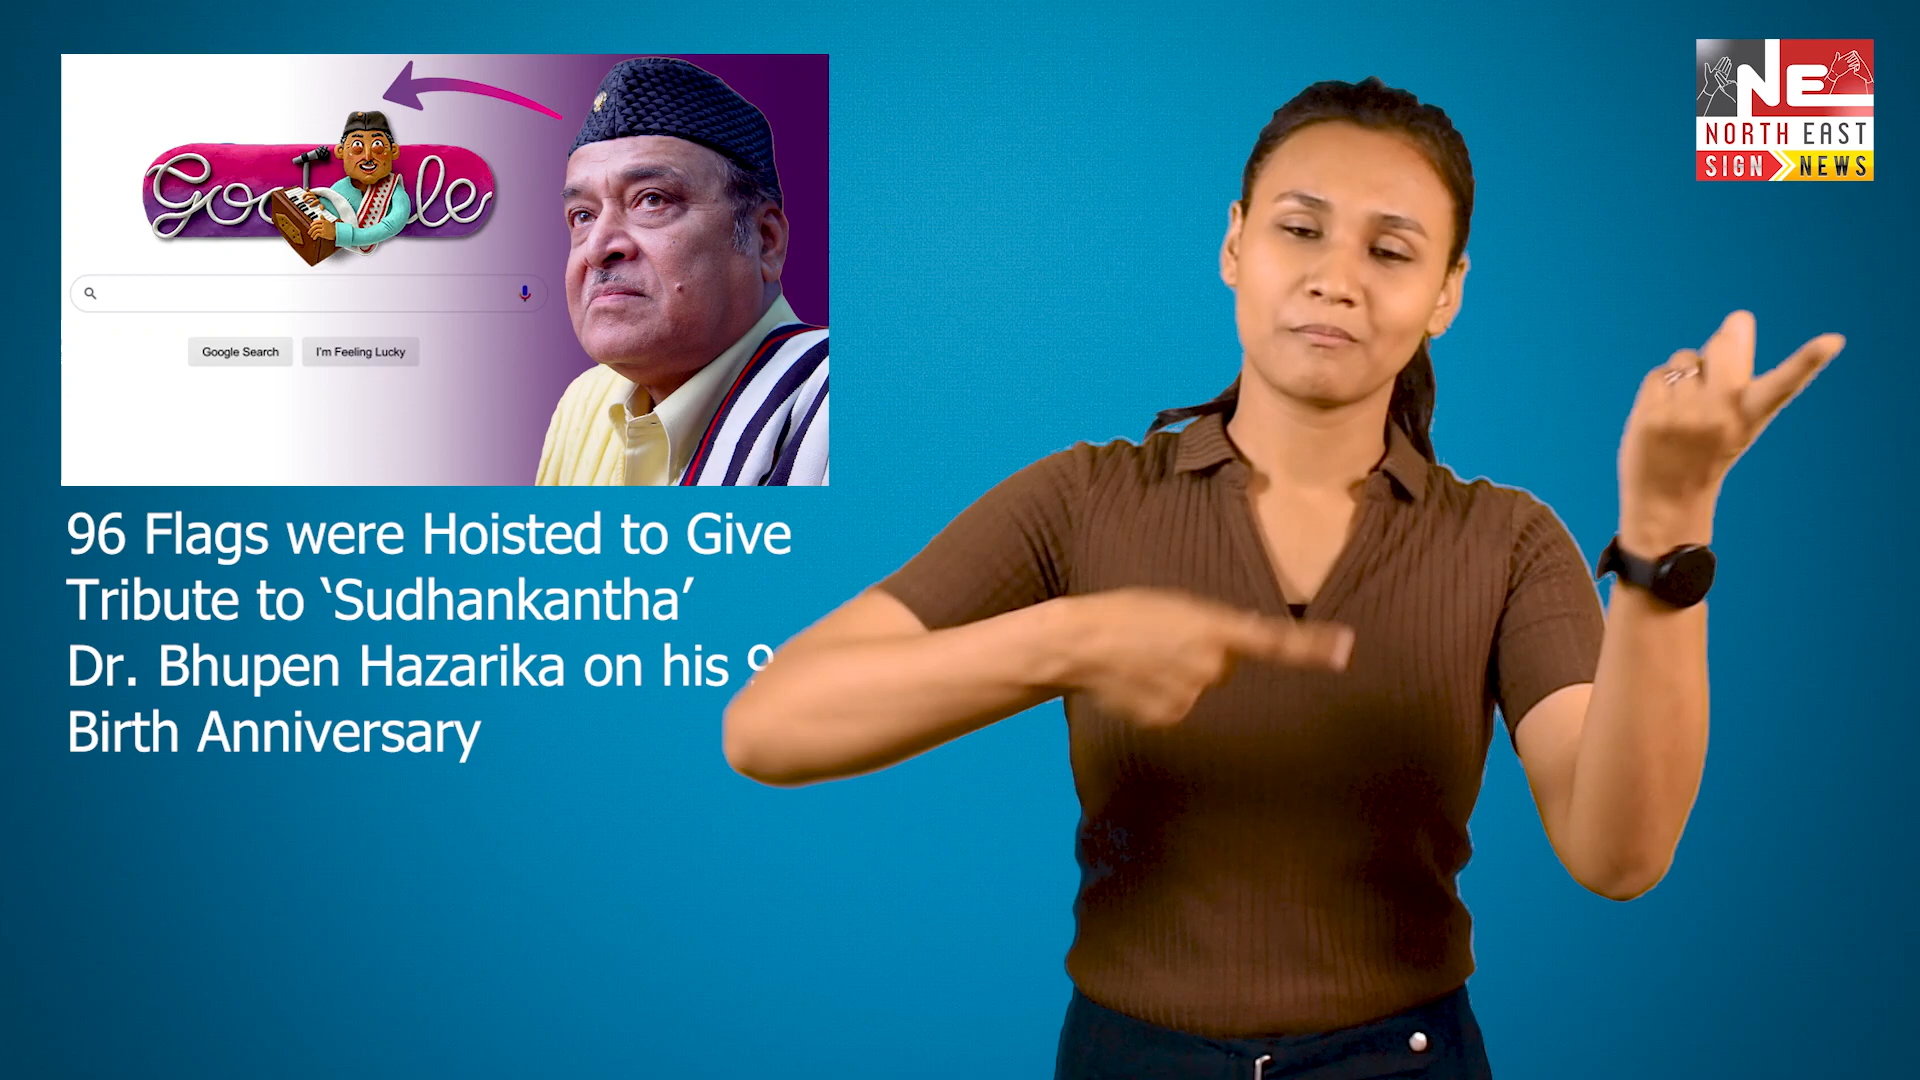 Google
Google Search
I'm Feeling Lucky
NE
NORTH EAST
SIGN NEWS
96 Flags were Hoisted to Give
Tribute to ‘Sudhankantha’
Dr. Bhupen Hazarika on his
Birth Anniversary